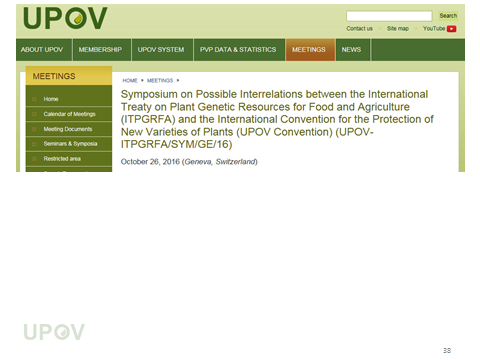 UPOV
Search
Contact us
Site map
YouTube
ABOUT UPOV
MEMBERSHIP
UPOV SYSTEM
PVP DATA & STATISTICS
MEETINGS
NEWS
MEETINGS
Home
Calendar of Meetings
Meeting Documents
Seminars & Symposia
Restricted area
HOME ▸ MEETINGS ▸
Symposium on Possible Interrelations between the International
Treaty on Plant Genetic Resources for Food and Agriculture
(ITPGRFA) and the International Convention for the Protection of
New Varieties of Plants (UPOV Convention) (UPOV-
ITPGRFA/SYM/GE/16)
October 26, 2016 (Geneva, Switzerland)
UPOV
38